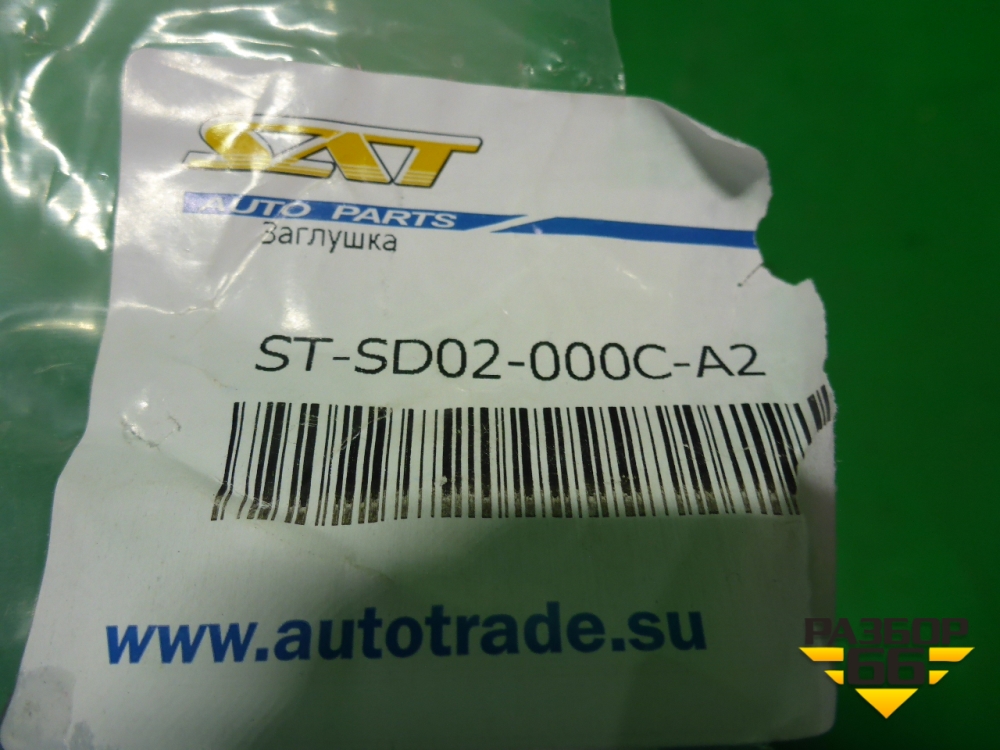 SAT
AUTO PARTS
Заглушка
ST-SD02-000C-A2
www.autotrade.su
РАЗБОР
66